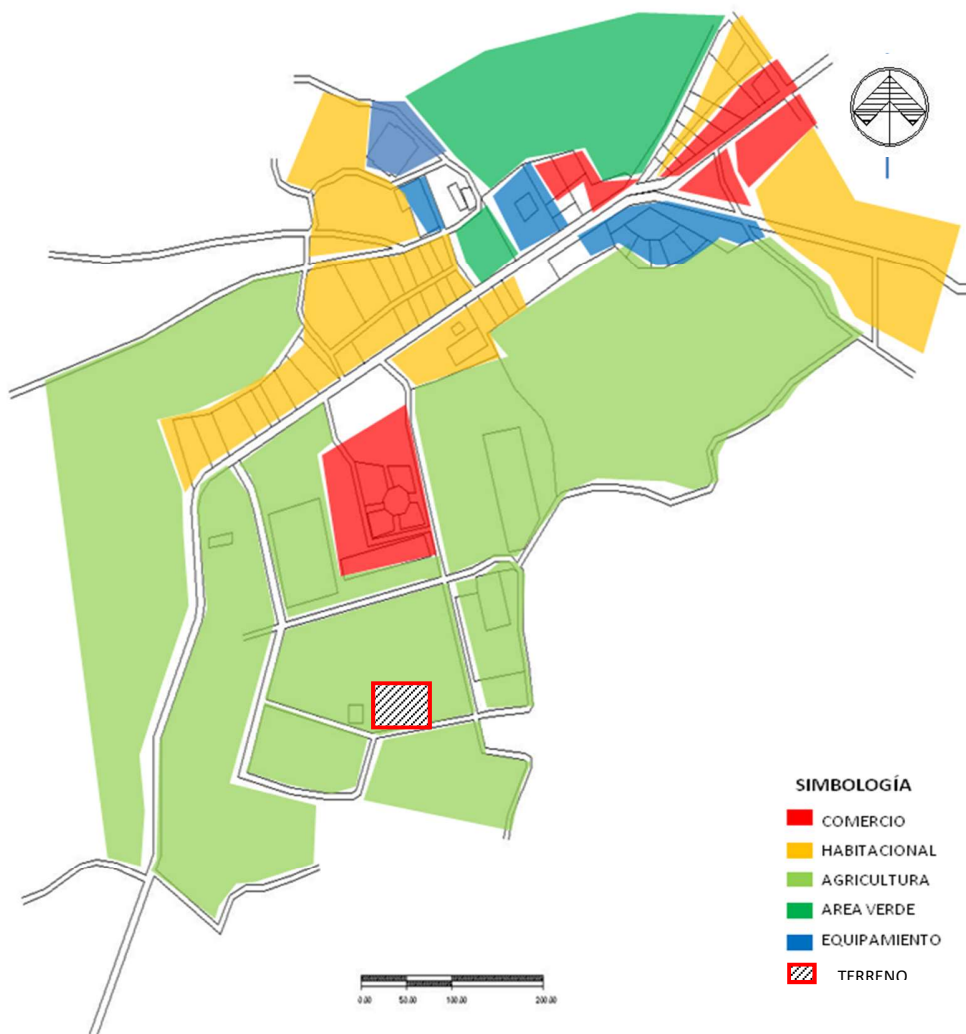 SIMBOLOGÍA
COMERCIO
HABITACIONAL
AGRICULTURA
AREA VERDE
EQUIPAMIENTO
TERRENO
0.00 50.00 100.00 200.00